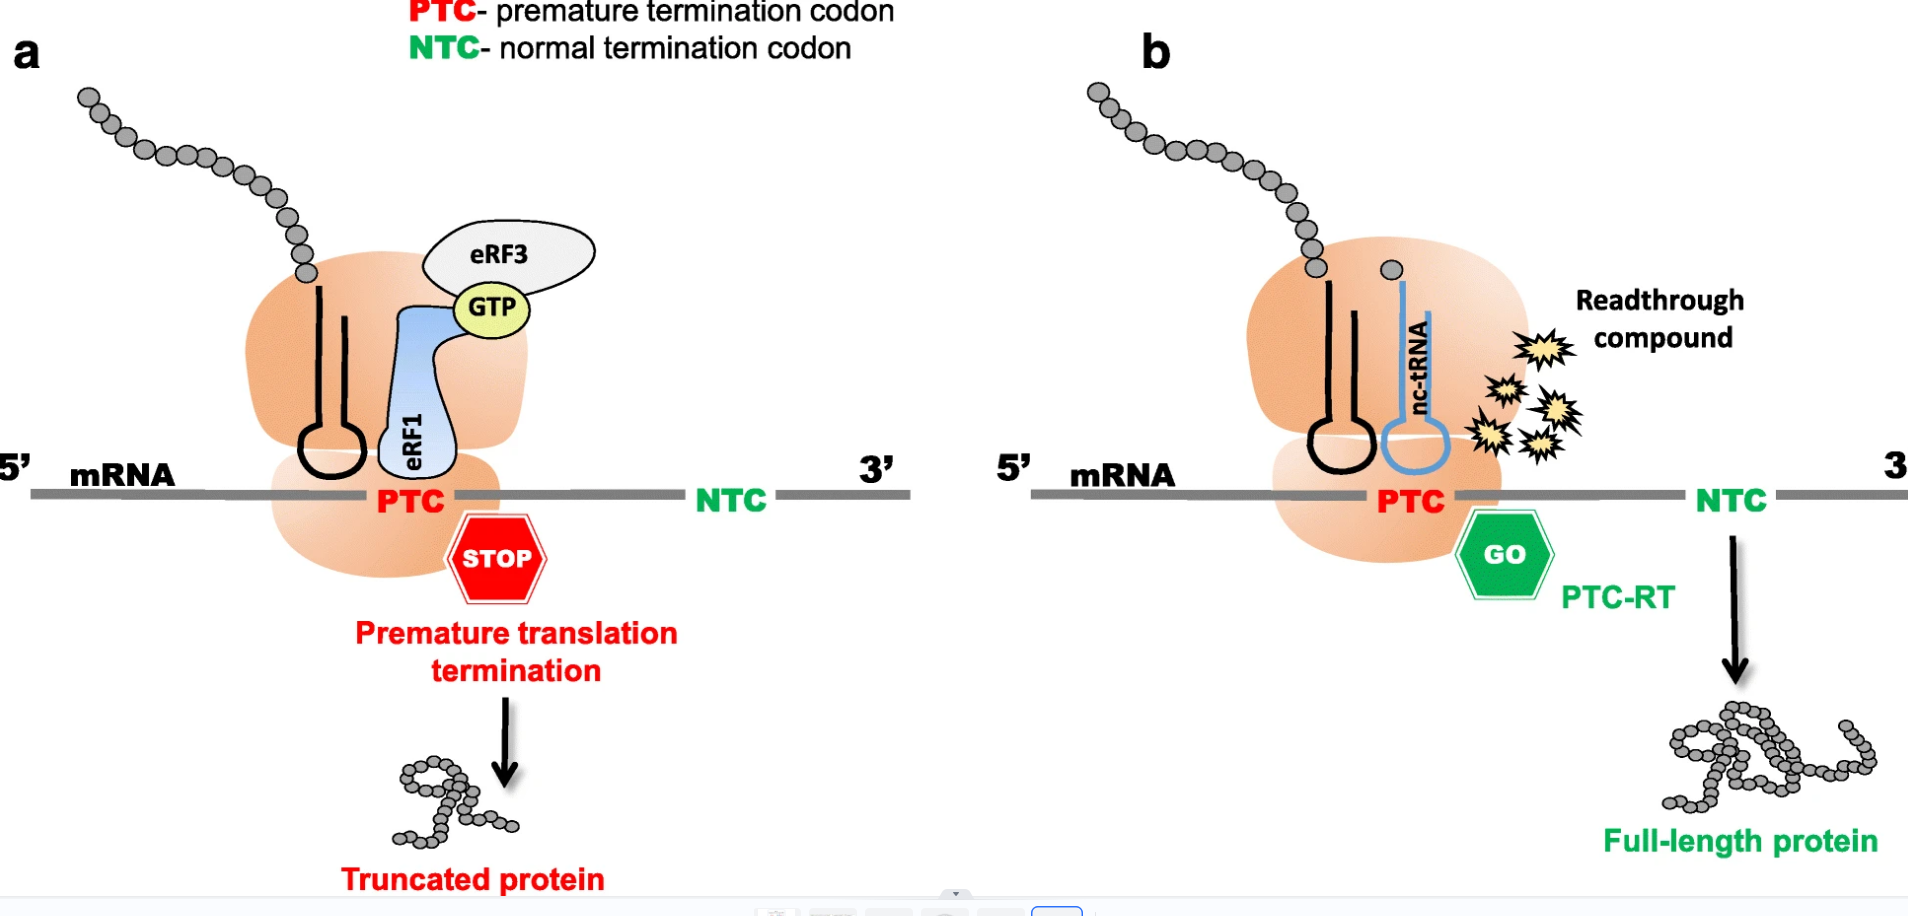 PTC- premature termination codon
NTC- normal termination codon
a
eRF3
GTP
eRF1
5’
mRNA
3’
PTC
NTC
STOP
Premature translation
termination
Truncated protein
b
Readthrough
compound
nc-tRNA
5’
mRNA
3
PTC
NTC
GO
PTC-RT
Full-length protein